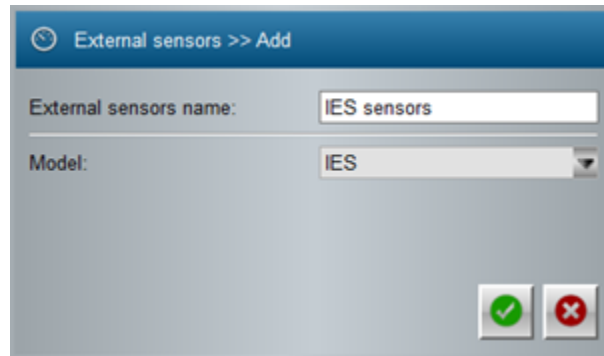 External sensors >> Add
External sensors name: IES sensors
Model: IES